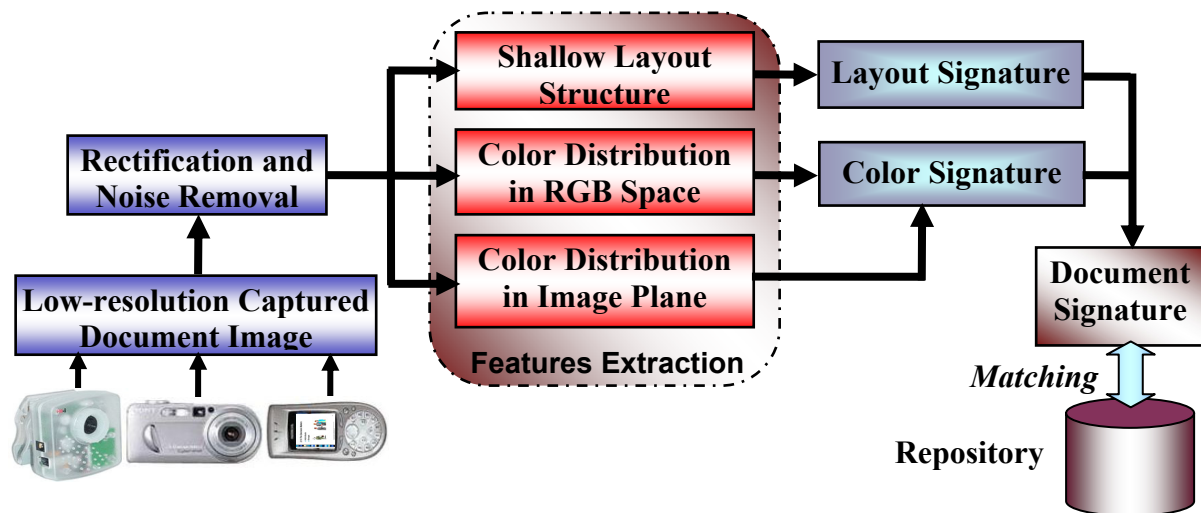 Shallow Layout
Structure
Layout Signature
Rectification and
Noise Removal
Color Distribution
in RGB Space
Color Signature
Color Distribution
in Image Plane
Low-resolution Captured
Document Image
Document
Signature
Features Extraction
Matching
Repository